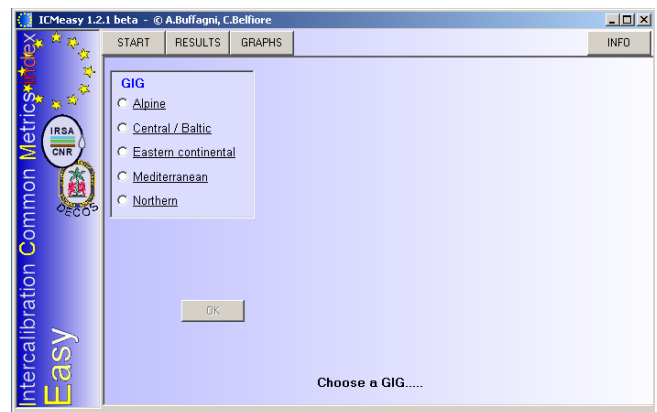 ICMeasy 1.2.1 beta - © A.Buffagni, C.Belfiore
START RESULTS GRAPHS INFO
GIG
Alpine
Central / Baltic
Eastern continental
Mediterranean
Northern
OK
Choose a GIG.....
Intercalibration Common Metrics Index
Easy
IRSA
CNR
DECOS